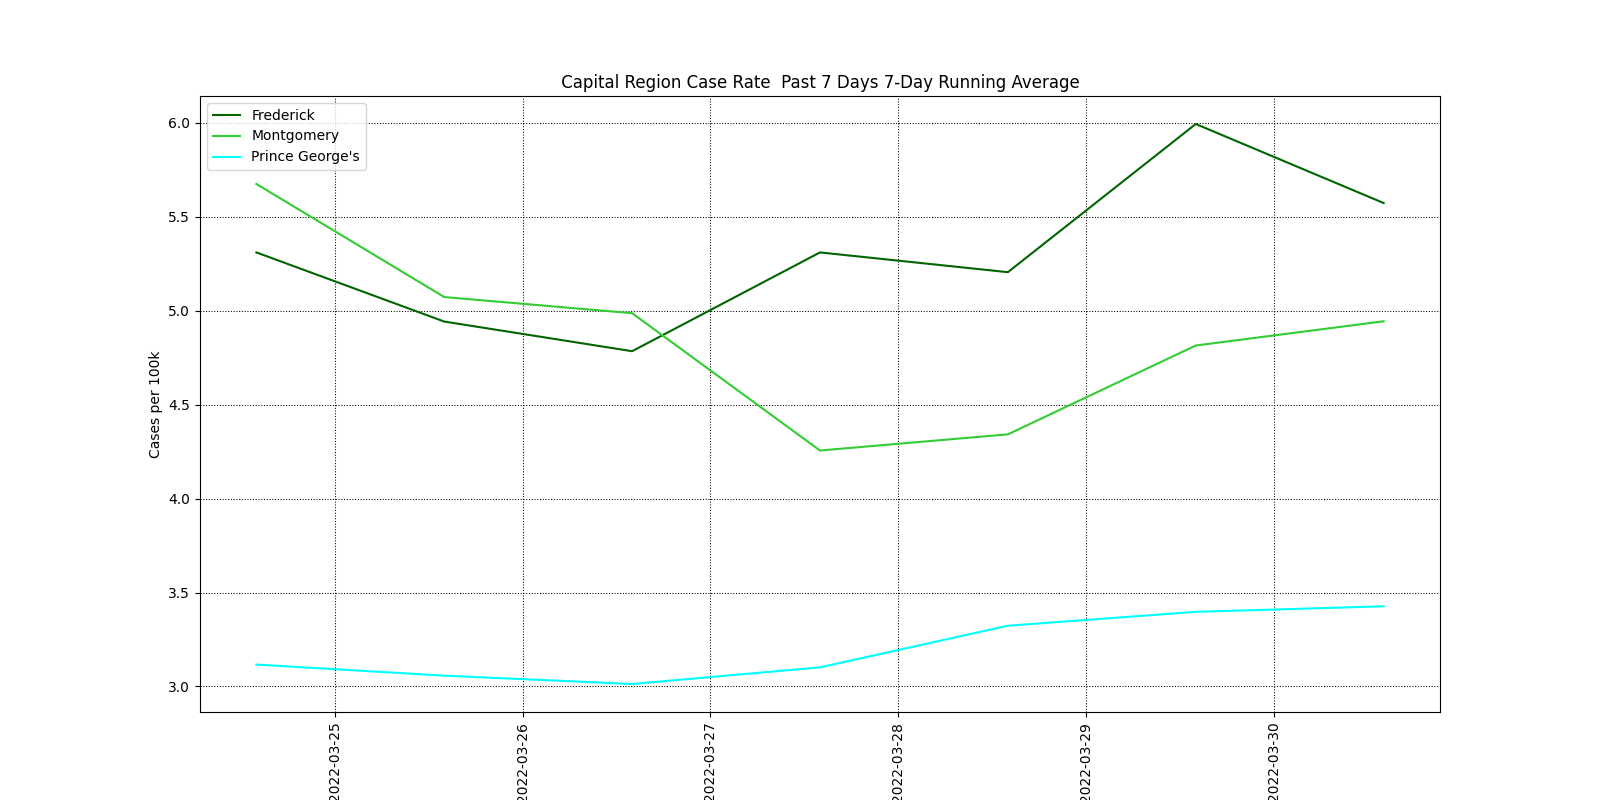 Capital Region Case Rate  Past 7 Days 7-Day Running Average
Frederick
Montgomery
Prince George's
6.0
5.5
5.0
4.5
4.0
3.5
3.0
Cases per 100k
2022-03-25
2022-03-26
2022-03-27
2022-03-28
2022-03-29
2022-03-30